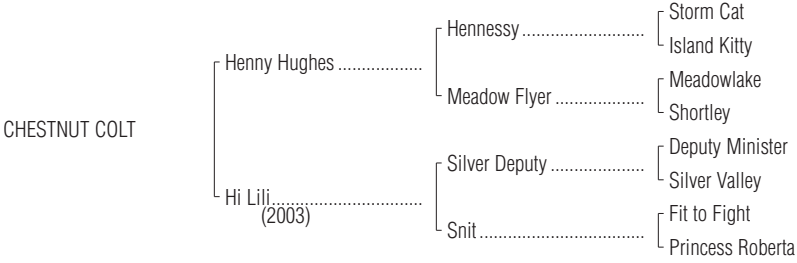 Storm Cat
Hennessy ........................
Island Kitty
Henny Hughes .................
Meadowlake
Meadow Flyer ..................
Shortley
CHESTNUT COLT
Deputy Minister
Silver Deputy ...................
Silver Valley
Hi Lili..............................
(2003)
Fit to Fight
Snit .................................
Princess Roberta